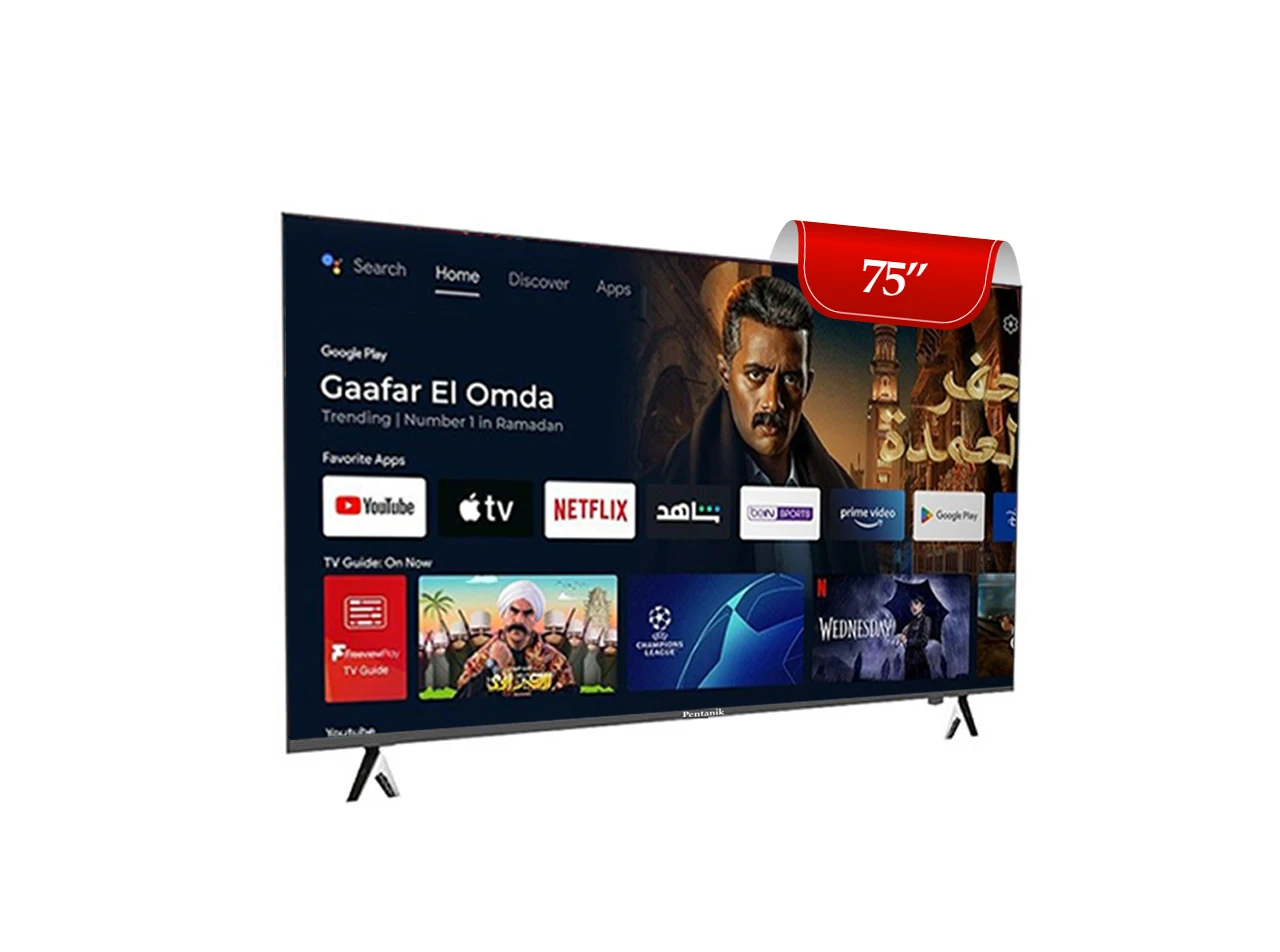 75"
Search Home Discover Apps
Google Play
Gaafar El Omda
Trending | Number 1 in Ramadan
جعفر
العمدة
Favorite Apps
YouTube
tv
NETFLIX
شاهد
beIN SPORTS
prime video
Google Play
TV Guide: On Now
FreeviewPlay
TV Guide
CHAMPIONS
LEAGUE
N
WEDNESDAY
Youtube
Pentanik